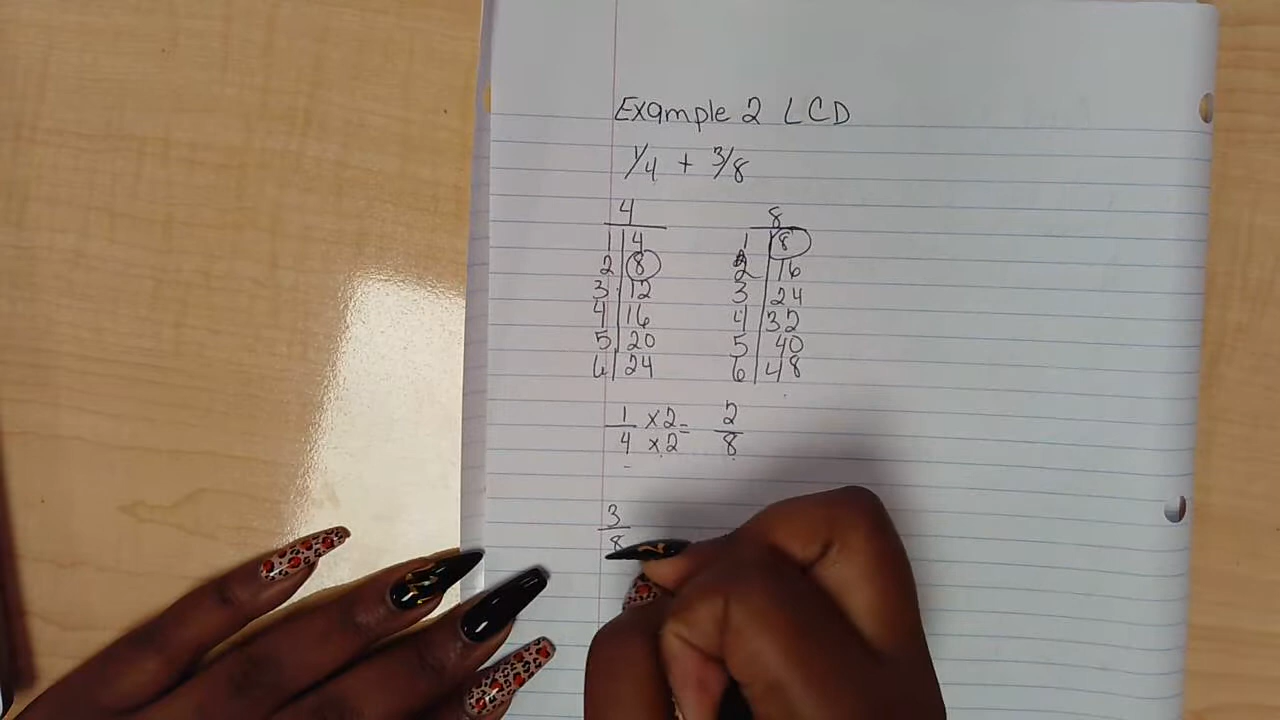 Example 2 LCD
1/4 + 3/8
4 8
1 4 1 8
2 8 2 16
3 12 3 24
4 16 4 32
5 20 5 40
6 24 6 48
1 x2 = 2
4 x2 8
3
8